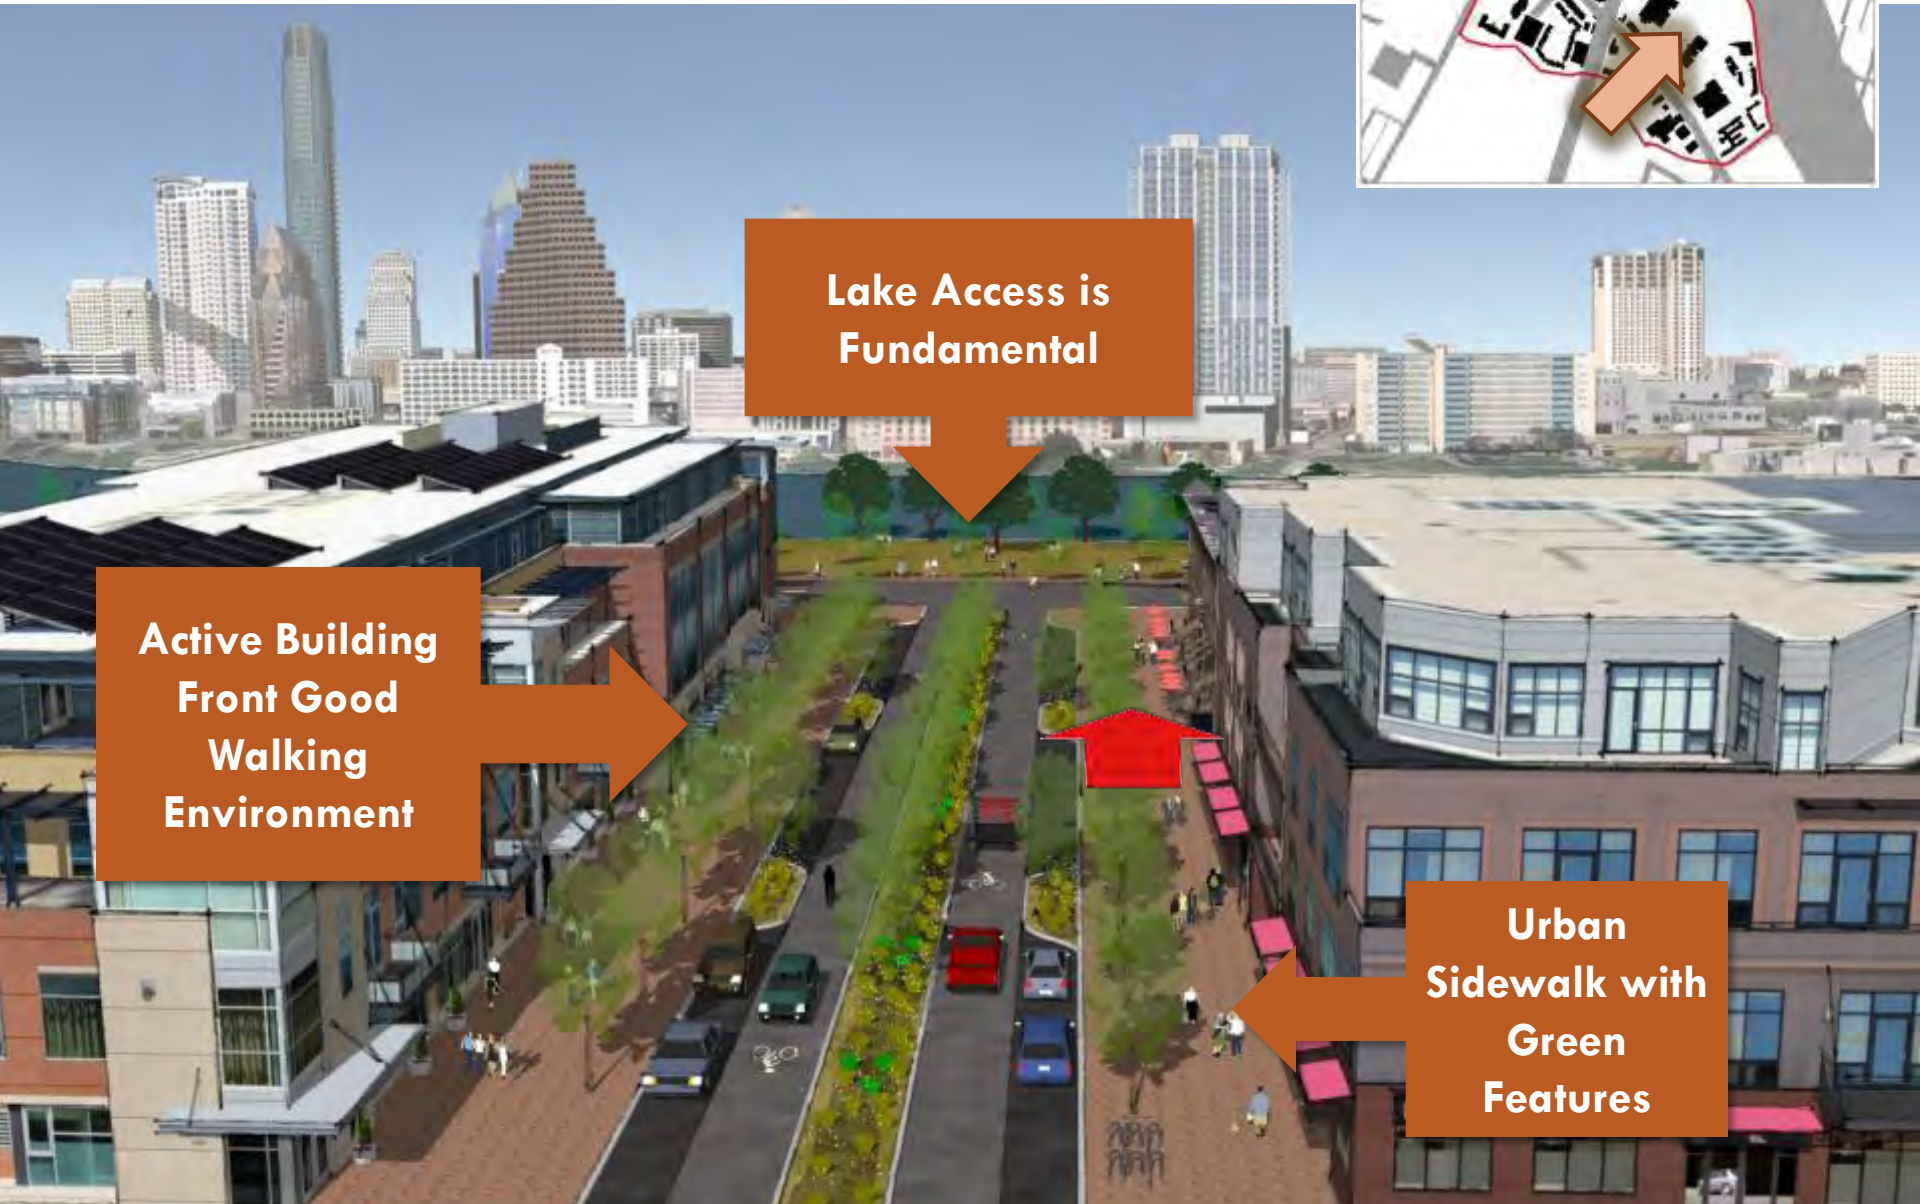 Lake Access is
Fundamental
Active Building
Front Good
Walking
Environment
Urban
Sidewalk with
Green
Features